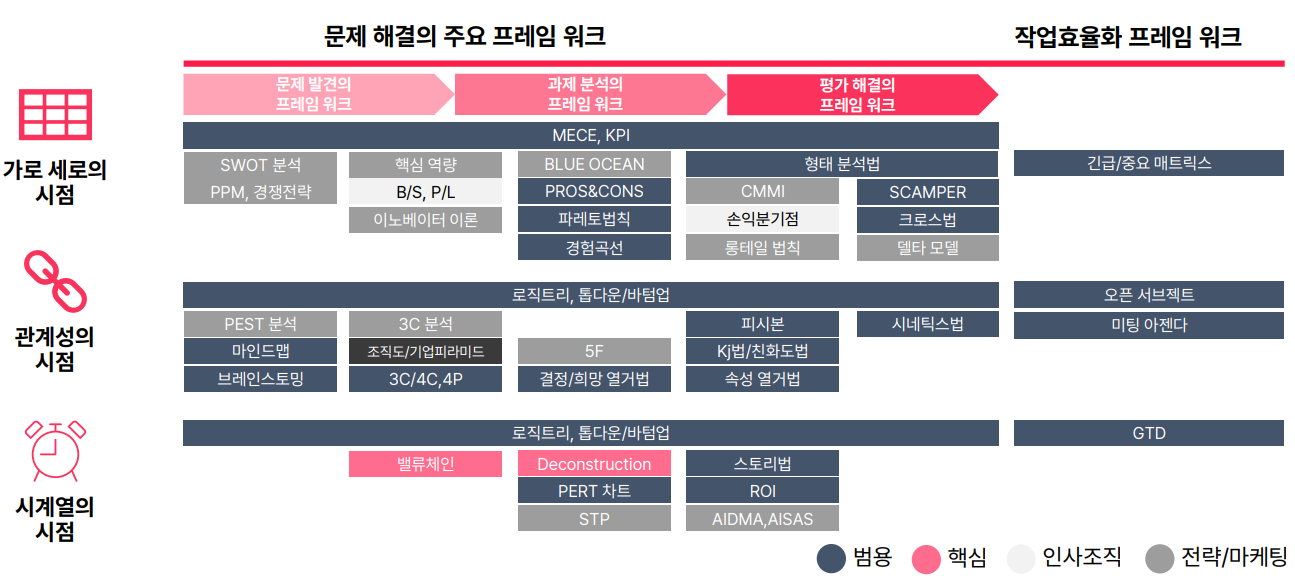 문제 해결의 주요 프레임 워크
작업효율화 프레임 워크
문제 발견의
프레임 워크
과제 분석의
프레임 워크
평가 해결의
프레임 워크
가로 세로의
시점
MECE, KPI
SWOT 분석
PPM, 경쟁전략
핵심 역량
B/S, P/L
이노베이터 이론
BLUE OCEAN
PROS&CONS
파레토법칙
경험곡선
형태 분석법
CMMI
손익분기점
롱테일 법칙
SCAMPER
크로스법
델타 모델
긴급/중요 매트릭스
관계성의
시점
로직트리, 톱다운/바텀업
PEST 분석
마인드맵
브레인스토밍
3C 분석
조직도/기업피라미드
3C/4C,4P
5F
결정/희망 열거법
피시본
Kj법/친화도법
속성 열거법
시네틱스법
오픈 서브젝트
미팅 아젠다
시계열의
시점
로직트리, 톱다운/바텀업
밸류체인
Deconstruction
PERT 차트
STP
스토리법
ROI
AIDMA,AISAS
GTD
범용
핵심
인사조직
전략/마케팅